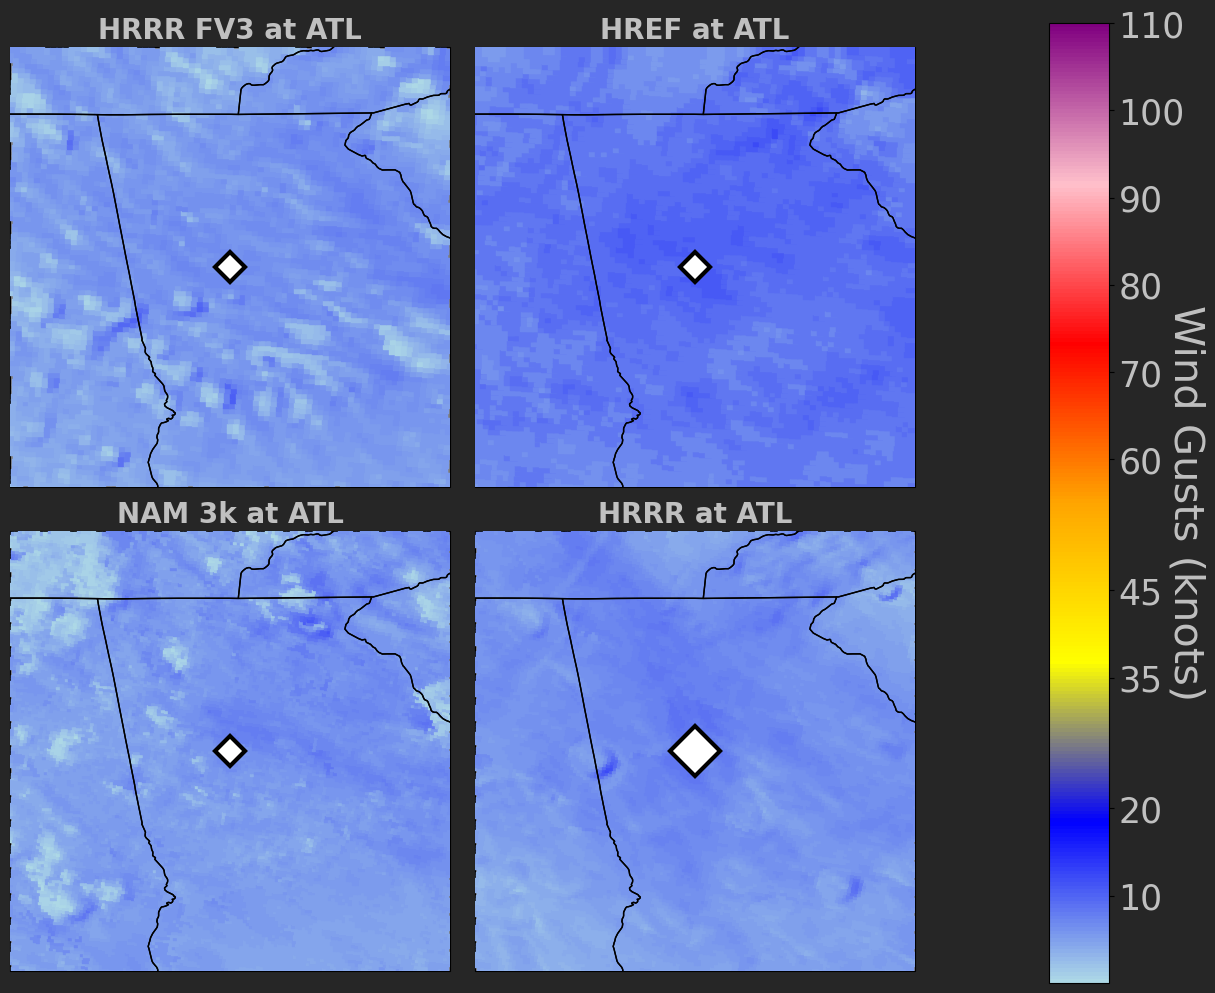 HRRR FV3 at ATL
HREF at ATL
NAM 3k at ATL
HRRR at ATL
110
100
90
80
70
60
45
35
20
10
Wind Gusts (knots)